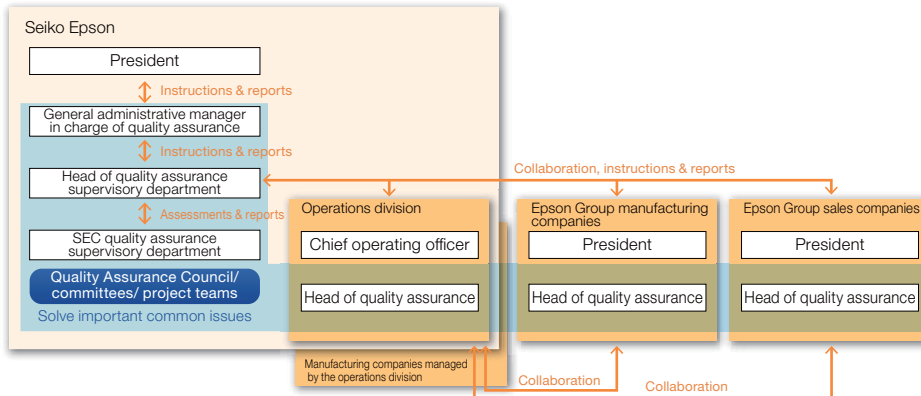 Seiko Epson
President
Instructions & reports
General administrative manager
in charge of quality assurance
Instructions & reports
Head of quality assurance
supervisory department
Assessments & reports
SEC quality assurance
supervisory department
Quality Assurance Council/
committees/ project teams
Solve important common issues
Collaboration, instructions & reports
Operations division
Chief operating officer
Head of quality assurance
Manufacturing companies managed
by the operations division
Epson Group manufacturing
companies
President
Head of quality assurance
Epson Group sales companies
President
Head of quality assurance
Collaboration
Collaboration